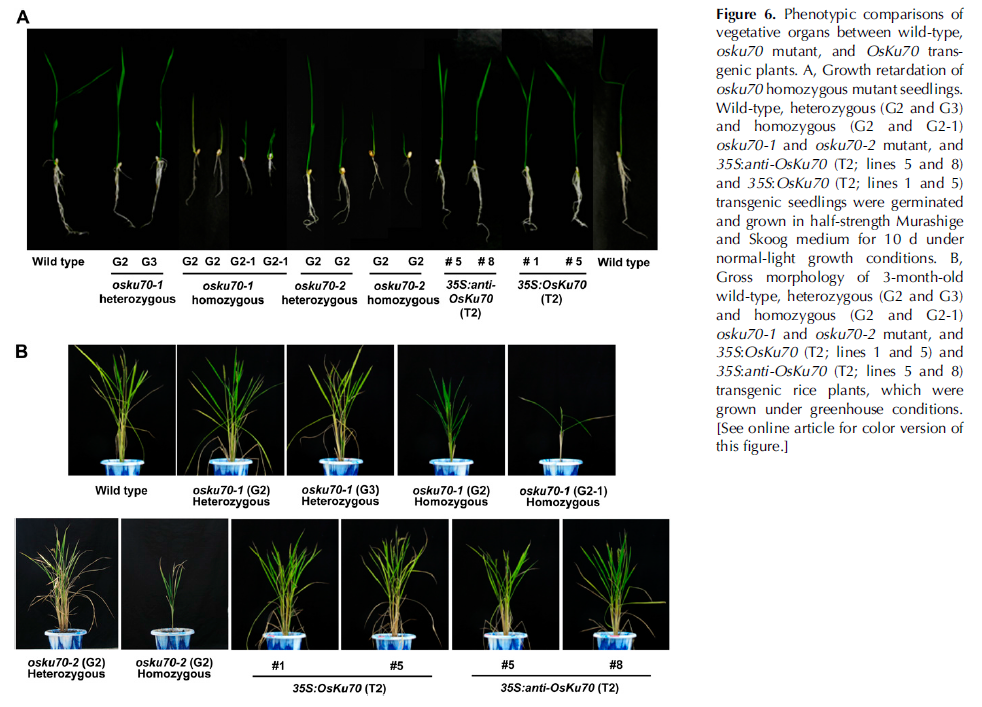 A
Wild type
G2 G3
osku70-1
heterozygous
G2 G2 G2-1 G2-1
osku70-1
homozygous
G2 G2
osku70-2
heterozygous
G2 G2
osku70-2
homozygous
# 5 # 8
35S:anti-
OsKu70
(T2)
# 1 # 5
35S:OsKu70
(T2)
Wild type
B
Wild type
osku70-1 (G2)
Heterozygous
osku70-1 (G3)
Heterozygous
osku70-1 (G2)
Homozygous
osku70-1 (G2-1)
Homozygous
osku70-2 (G2)
Heterozygous
osku70-2 (G2)
Homozygous
#1 #5
35S:OsKu70 (T2)
#5 #8
35S:anti-OsKu70 (T2)
Figure 6. Phenotypic comparisons of
vegetative organs between wild-type,
osku70 mutant, and OsKu70 trans-
genic plants. A, Growth retardation of
osku70 homozygous mutant seedlings.
Wild-type, heterozygous (G2 and G3)
and homozygous (G2 and G2-1)
osku70-1 and osku70-2 mutant, and
35S:anti-OsKu70 (T2; lines 5 and 8)
and 35S:OsKu70 (T2; lines 1 and 5)
transgenic seedlings were germinated
and grown in half-strength Murashige
and Skoog medium for 10 d under
normal-light growth conditions. B,
Gross morphology of 3-month-old
wild-type, heterozygous (G2 and G3)
and homozygous (G2 and G2-1)
osku70-1 and osku70-2 mutant, and
35S:OsKu70 (T2; lines 1 and 5) and
35S:anti-OsKu70 (T2; lines 5 and 8)
transgenic rice plants, which were
grown under greenhouse conditions.
[See online article for color version of
this figure.]